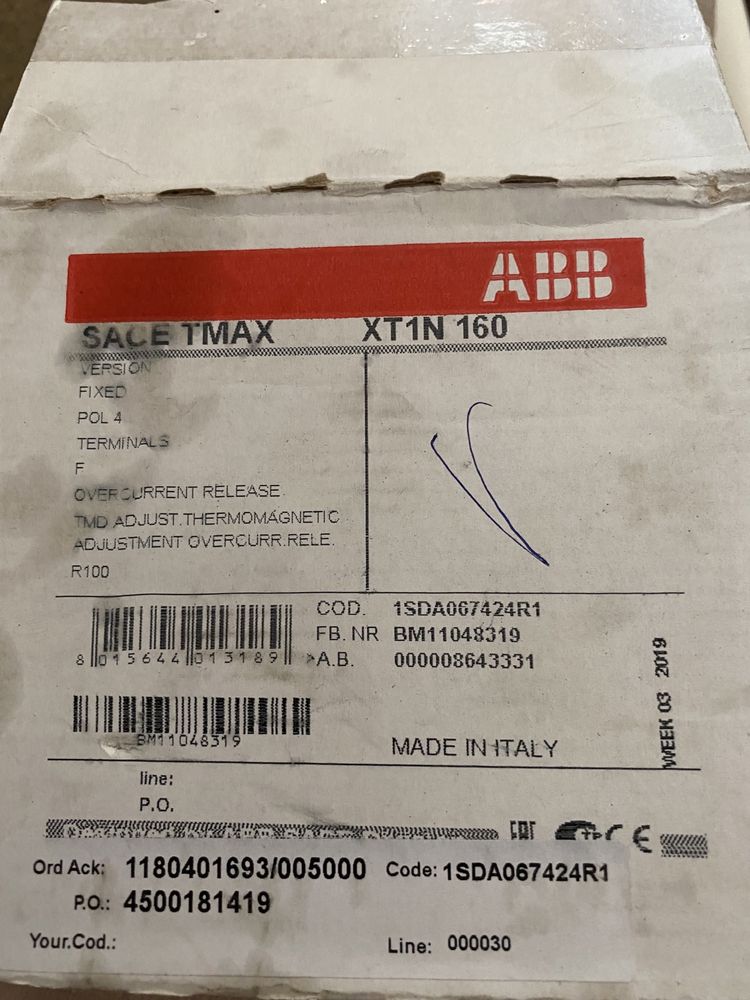 ABB
SACE TMAX XT1N 160
VERSION
FIXED
POL 4
TERMINALS
F
OVERCURRENT RELEASE
TMD ADJUST.THERMOMAGNETIC
ADJUSTMENT OVERCURR.RELE.
R100
COD. 1SDA067424R1
FB. NR BM11048319
A.B. 000008643331
8 015644 013189 >
BM11048319
WEEK 03 2019
MADE IN ITALY
line:
P.O.
EAC CE
Ord Ack: 1180401693/005000 Code: 1SDA067424R1
P.O.: 4500181419
Your.Cod.: Line: 000030